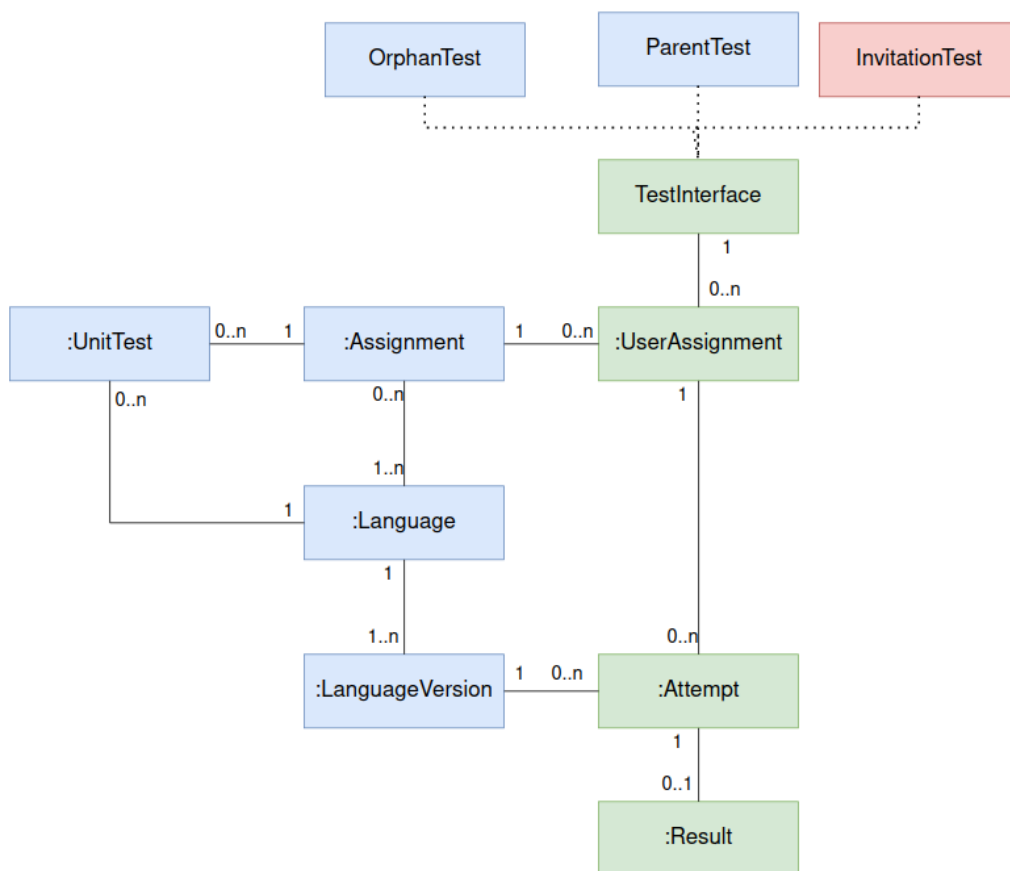 OrphanTest
ParentTest
InvitationTest
TestInterface
1
0..n
:UnitTest
0..n
1
:Assignment
1
0..n
:UserAssignment
0..n
0..n
1
1..n
1
:Language
1
1..n
0..n
:LanguageVersion
1
0..n
:Attempt
1
0..1
:Result